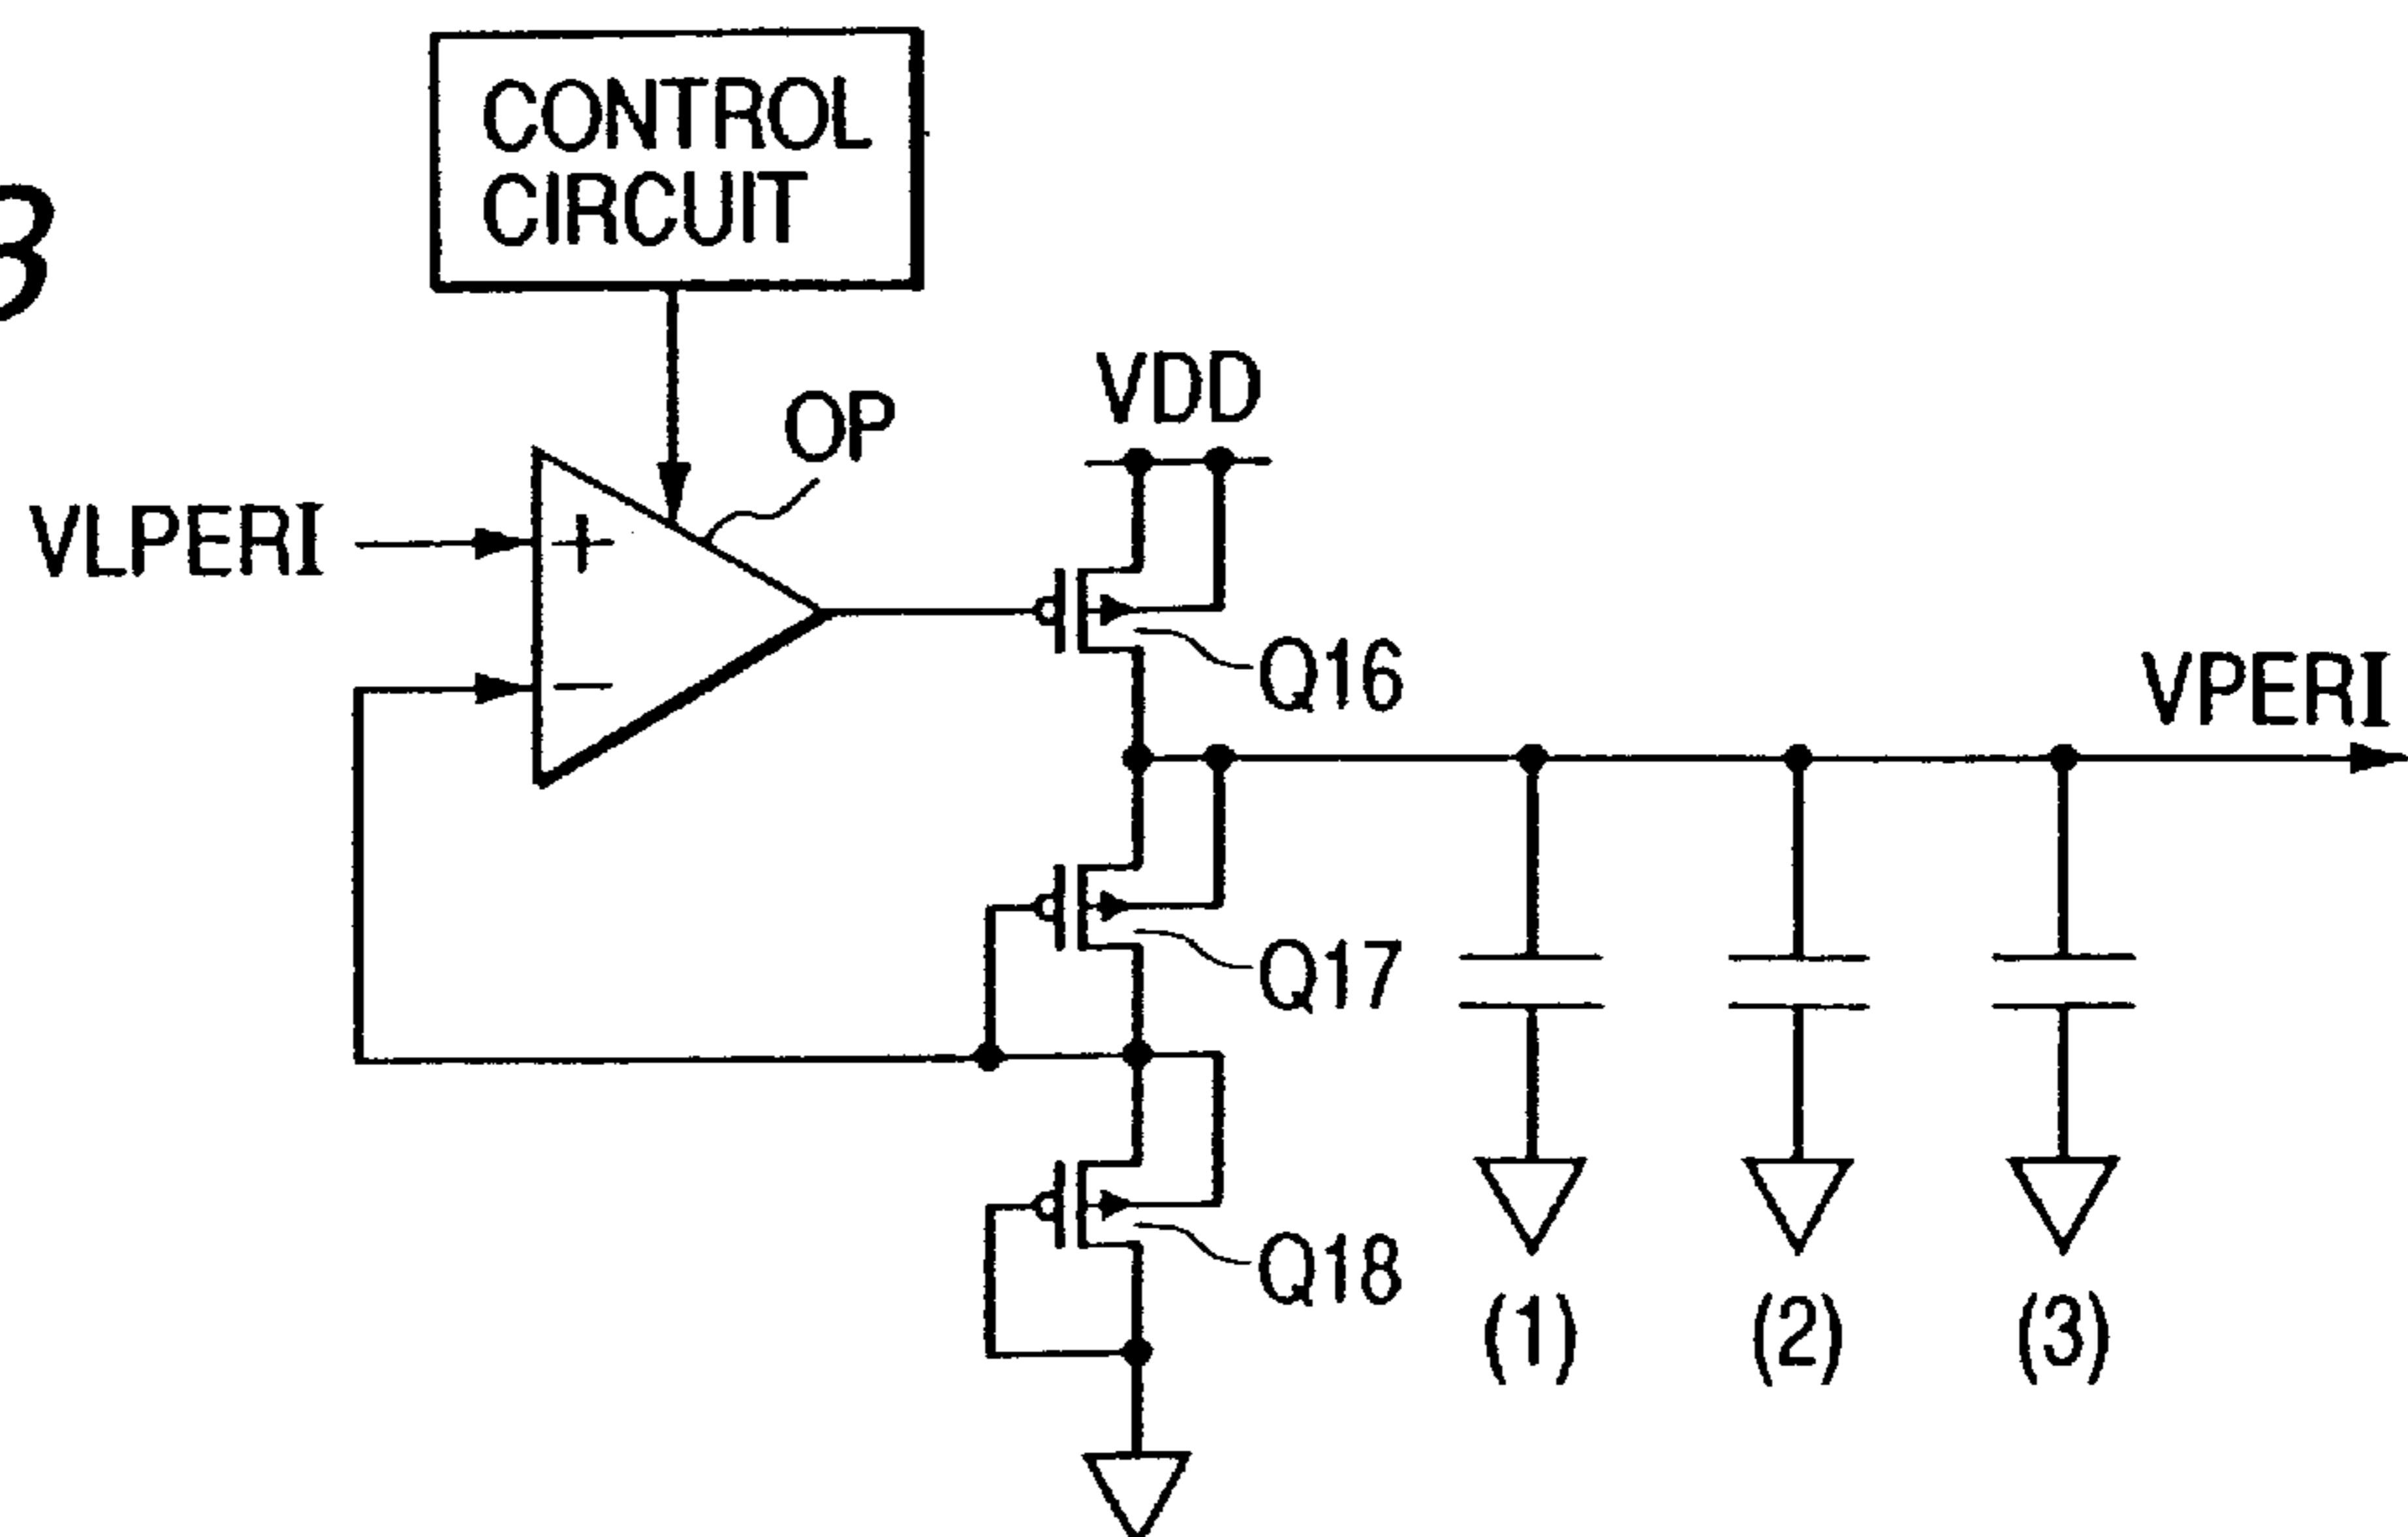 3
CONTROL
CIRCUIT
OP
VDD
VLPERI
+
−
Q16
VPERI
Q17
Q18
(1)
(2)
(3)